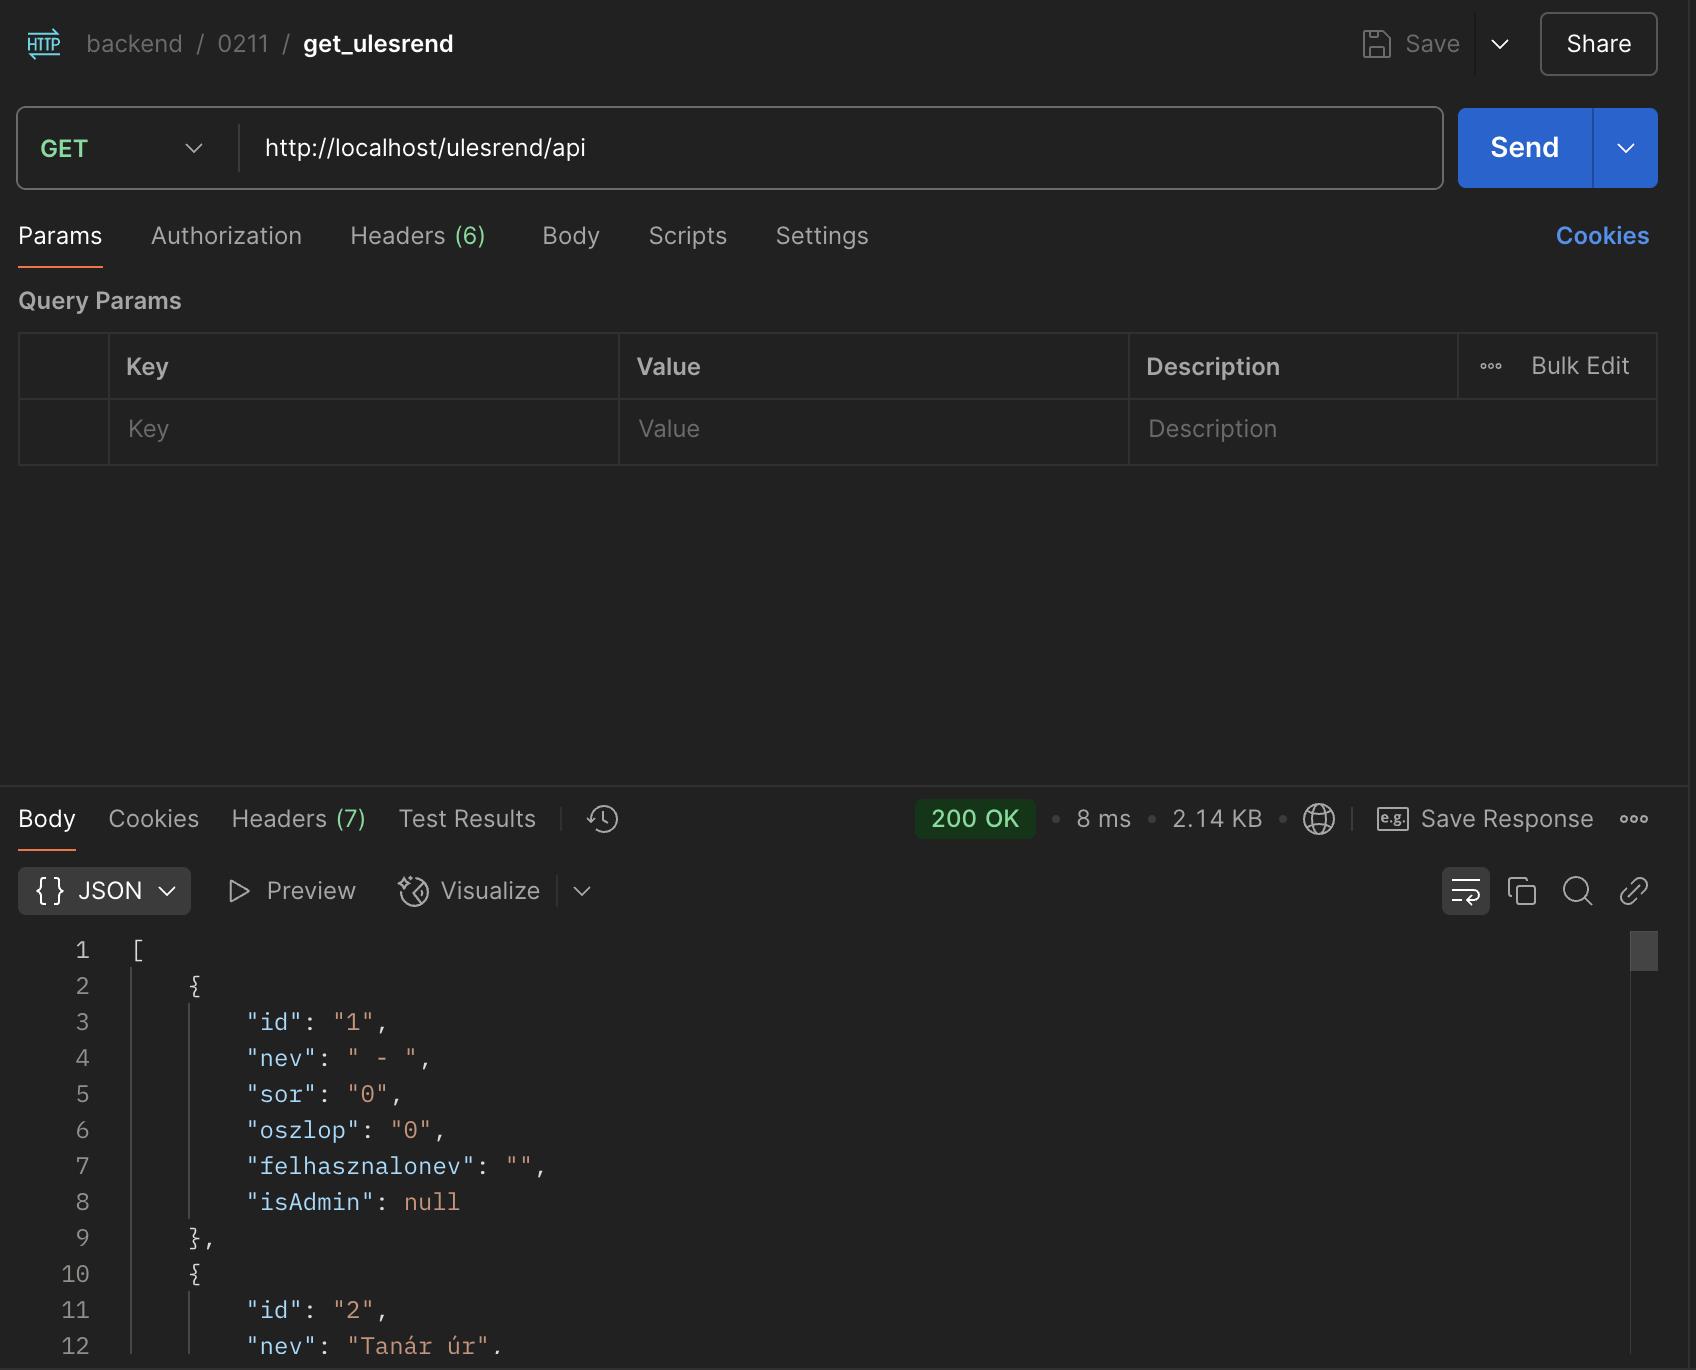 HTTP backend / 0211 / get_ulesrend Save Share
GET http://localhost/ulesrend/api Send
Params Authorization Headers (6) Body Scripts Settings Cookies
Query Params
Key Value Description Bulk Edit
Key Value Description
Body Cookies Headers (7) Test Results 200 OK • 8 ms • 2.14 KB • e.g. Save Response
{} JSON Preview Visualize
1 [
2 {
3 "id": "1",
4 "nev": " - ",
5 "sor": "0",
6 "oszlop": "0",
7 "felhasznalonev": "",
8 "isAdmin": null
9 },
10 {
11 "id": "2",
12 "nev": "Tanár úr",